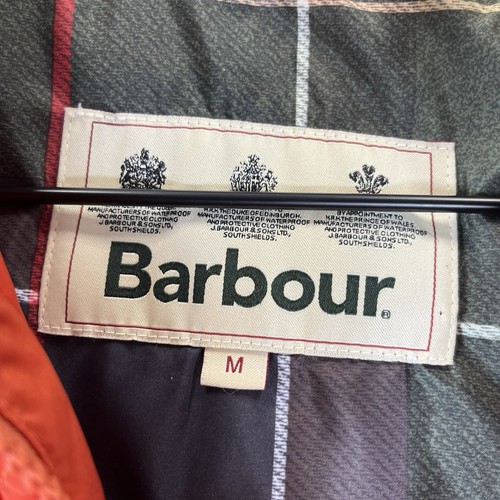 MANUFACTURERS OF WATERPROOF
AND PROTECTIVE CLOTHING
J. BARBOUR & SONS LTD.,
SOUTH SHIELDS.
H.R.H. THE DUKE OF EDINBURGH,
MANUFACTURERS OF WATERPROOF
AND PROTECTIVE CLOTHING
J. BARBOUR & SONS LTD.,
SOUTH SHIELDS.
BY APPOINTMENT TO
H.R.H. THE PRINCE OF WALES,
MANUFACTURERS OF WATERPROOF
AND PROTECTIVE CLOTHING
J. BARBOUR & SONS LTD.,
SOUTH SHIELDS.
Barbour®
M